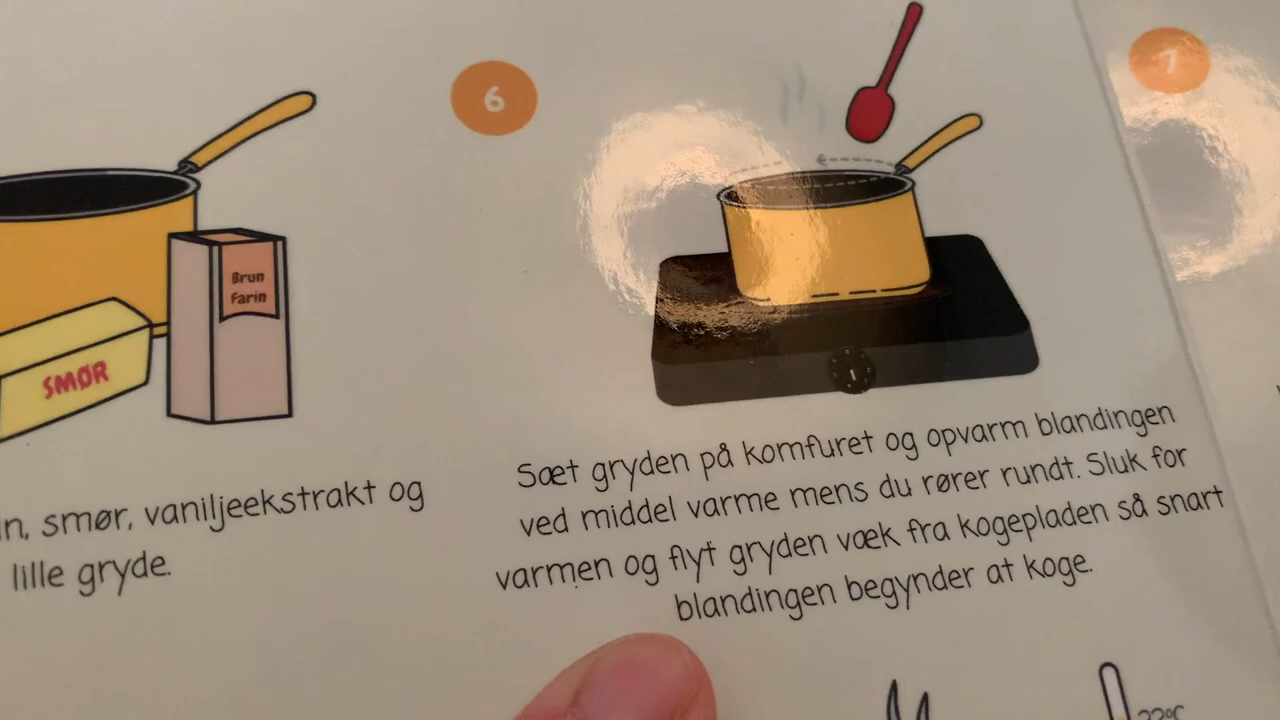 6
7
Brun
Farin
SMØR
smør, vaniljeekstrakt og
lille gryde.
Sæt gryden på komfuret og opvarm blandingen
ved middel varme mens du rører rundt. Sluk for
varmen og flyt gryden væk fra kogepladen så snart
blandingen begynder at koge.